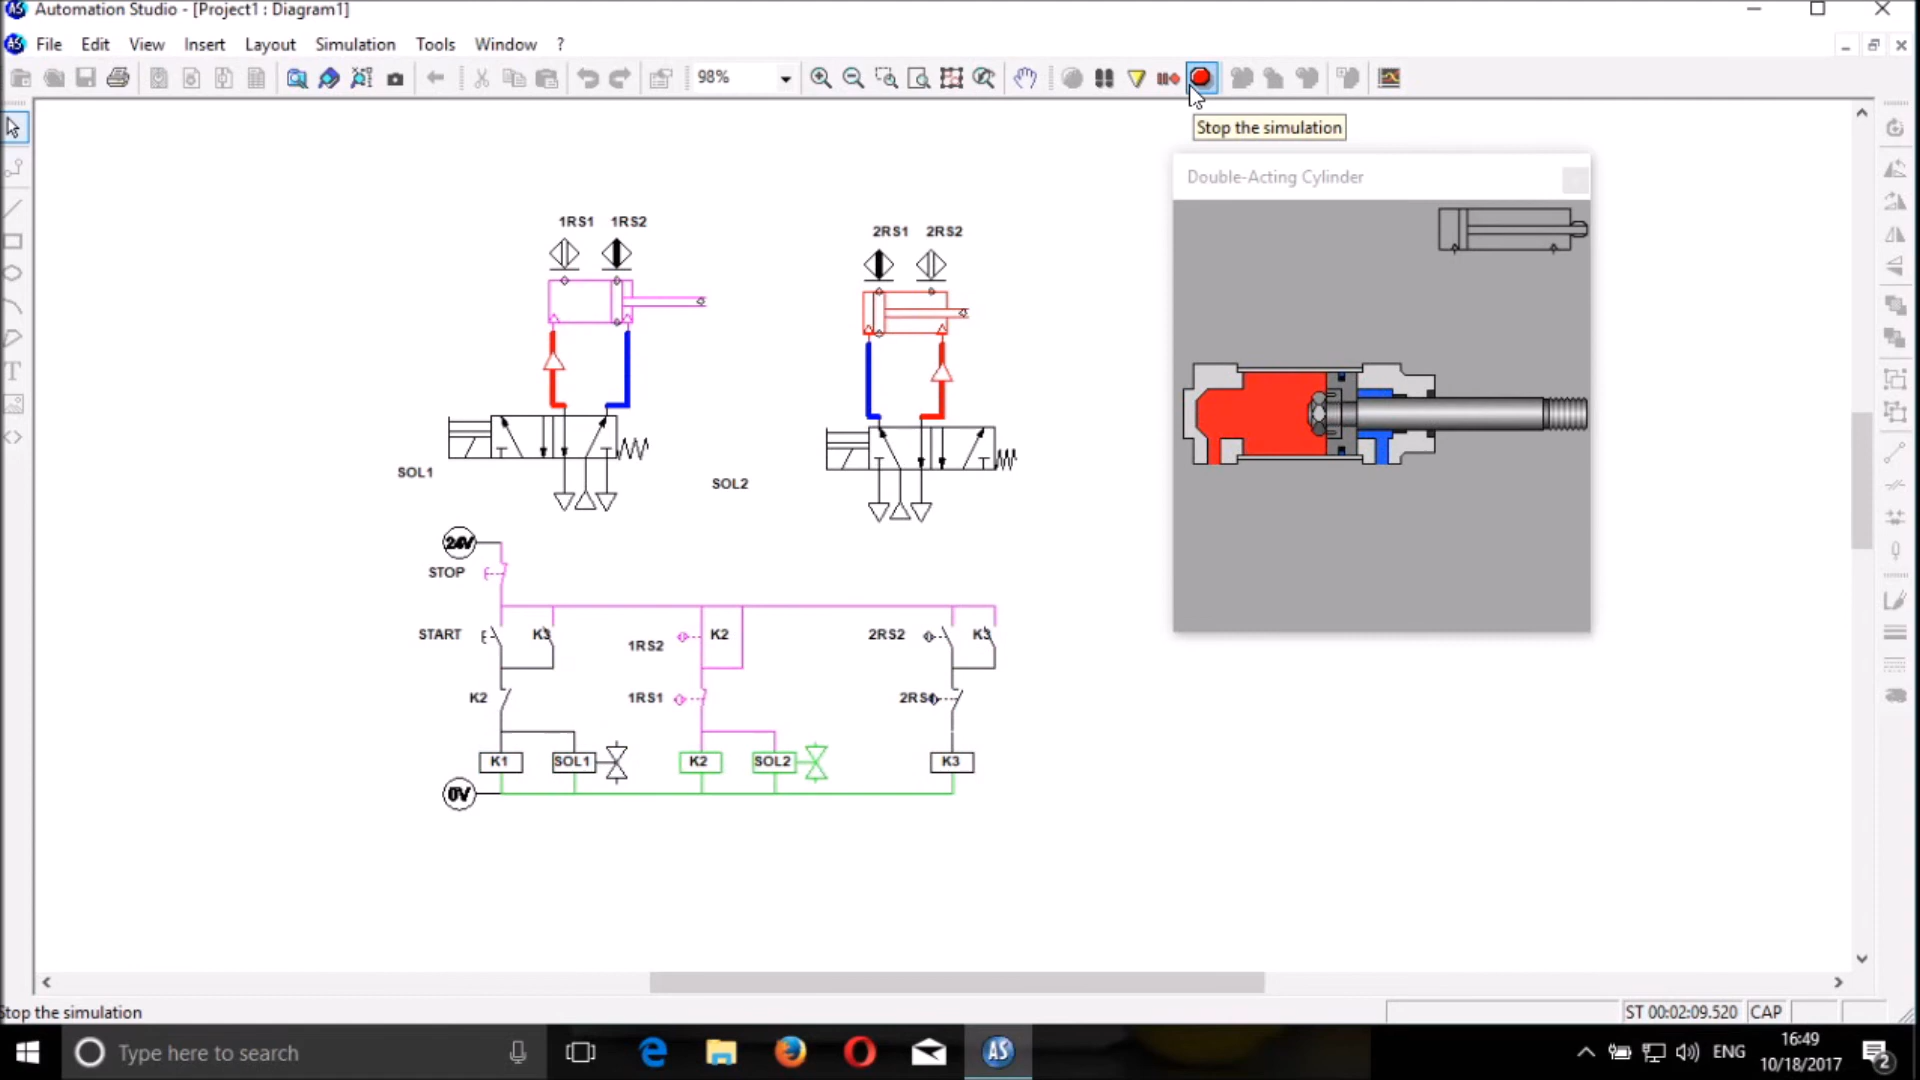 Automation Studio - [Project1 : Diagram1]
File Edit View Insert Layout Simulation Tools Window ?
98%
Stop the simulation
Double-Acting Cylinder
1RS1 1RS2
2RS1 2RS2
SOL1
SOL2
24V
STOP
START K3 1RS2 K2 2RS2 K3
K2 1RS1
K1 SOL1 K2 SOL2 K3
0V
Stop the simulation
ST 00:02:09.520 CAP
Type here to search
AS
ENG
16:49
10/18/2017
2